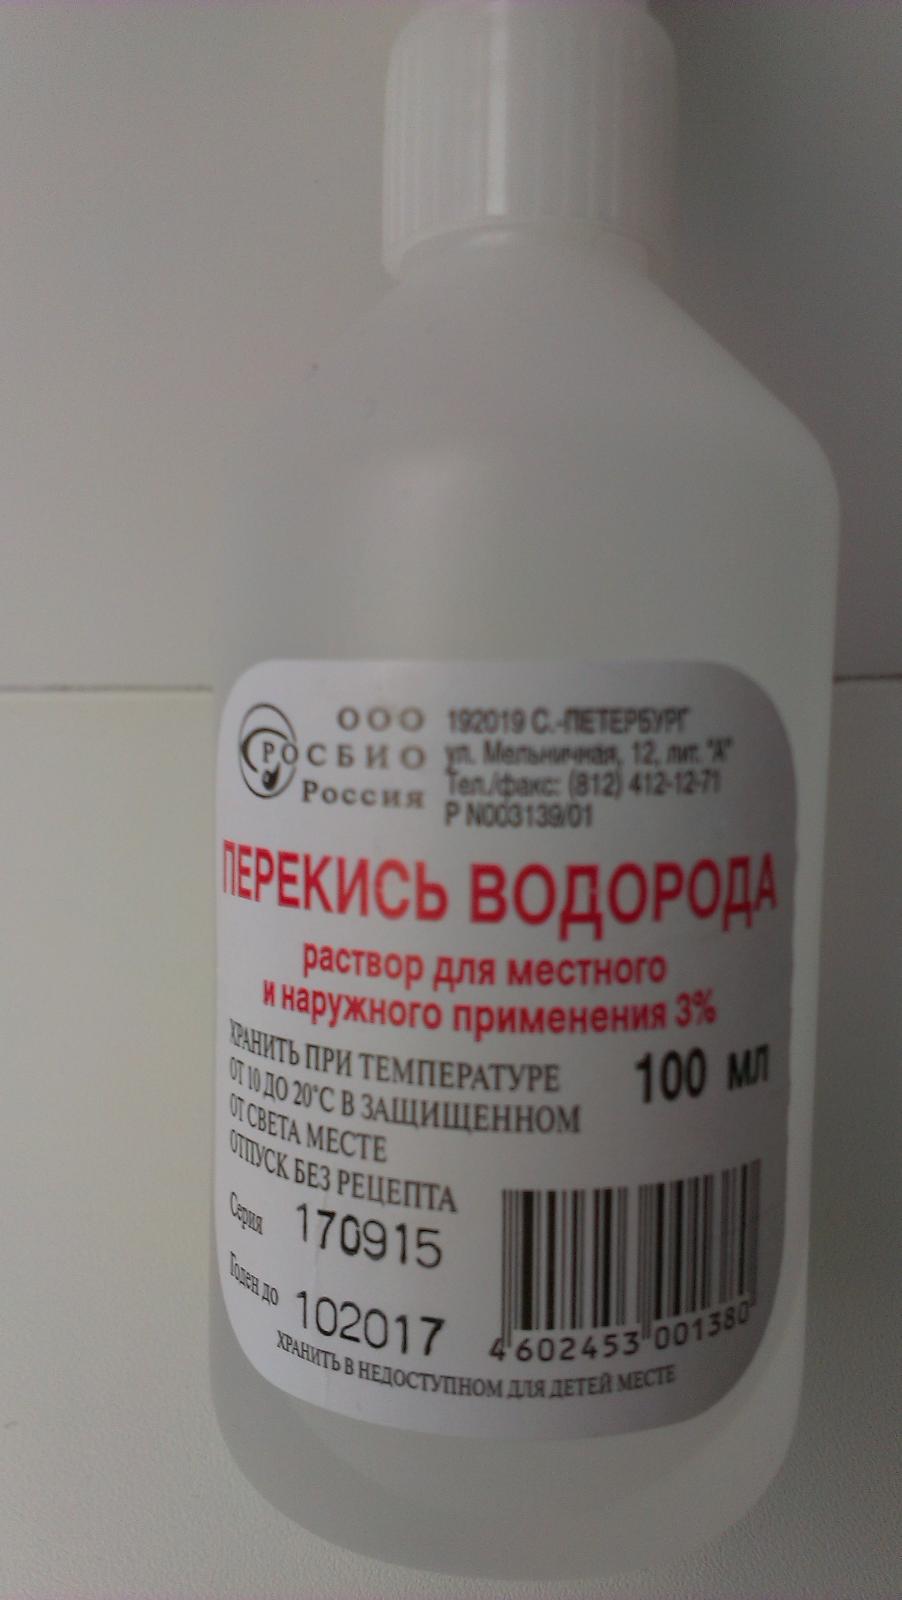 ООО
РОСБИО
Россия
192019 С.-ПЕТЕРБУРГ
ул. Мельничная, 12, лит. "А"
Тел./факс: (812) 412-12-71
Р N003139/01
ПЕРЕКИСЬ ВОДОРОДА
раствор для местного
и наружного применения 3%
ХРАНИТЬ ПРИ ТЕМПЕРАТУРЕ
ОТ 10 ДО 20°С В ЗАЩИЩЕННОМ
ОТ СВЕТА МЕСТЕ
ОТПУСК БЕЗ РЕЦЕПТА
100 мл
Серия 170915
Годен до 102017
4 602453 001380
ХРАНИТЬ В НЕДОСТУПНОМ ДЛЯ ДЕТЕЙ МЕСТЕ